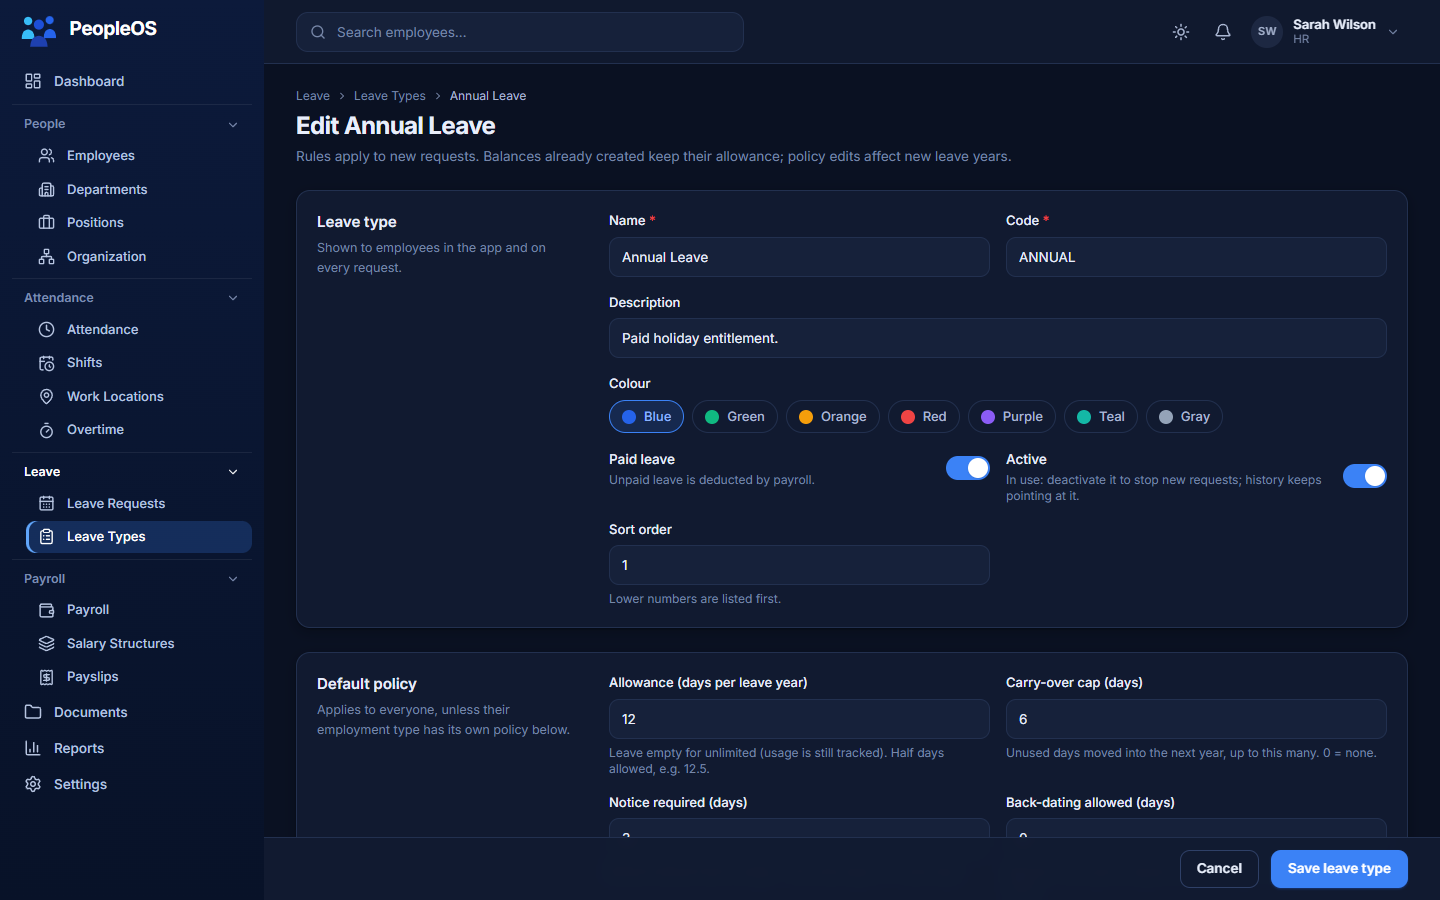 PeopleOS
Search employees...
SW
Sarah Wilson
HR
Dashboard
People
Employees
Departments
Positions
Organization
Attendance
Attendance
Shifts
Work Locations
Overtime
Leave
Leave Requests
Leave Types
Payroll
Payroll
Salary Structures
Payslips
Documents
Reports
Settings
Leave > Leave Types > Annual Leave
Edit Annual Leave
Rules apply to new requests. Balances already created keep their allowance; policy edits affect new leave years.
Leave type
Shown to employees in the app and on
every request.
Name *
Annual Leave
Code *
ANNUAL
Description
Paid holiday entitlement.
Colour
Blue Green Orange Red Purple Teal Gray
Paid leave
Unpaid leave is deducted by payroll.
Active
In use: deactivate it to stop new requests; history keeps
pointing at it.
Sort order
1
Lower numbers are listed first.
Default policy
Applies to everyone, unless their
employment type has its own policy below.
Allowance (days per leave year)
12
Leave empty for unlimited (usage is still tracked). Half days
allowed, e.g. 12.5.
Carry-over cap (days)
6
Unused days moved into the next year, up to this many. 0 = none.
Notice required (days)
Back-dating allowed (days)
Cancel
Save leave type